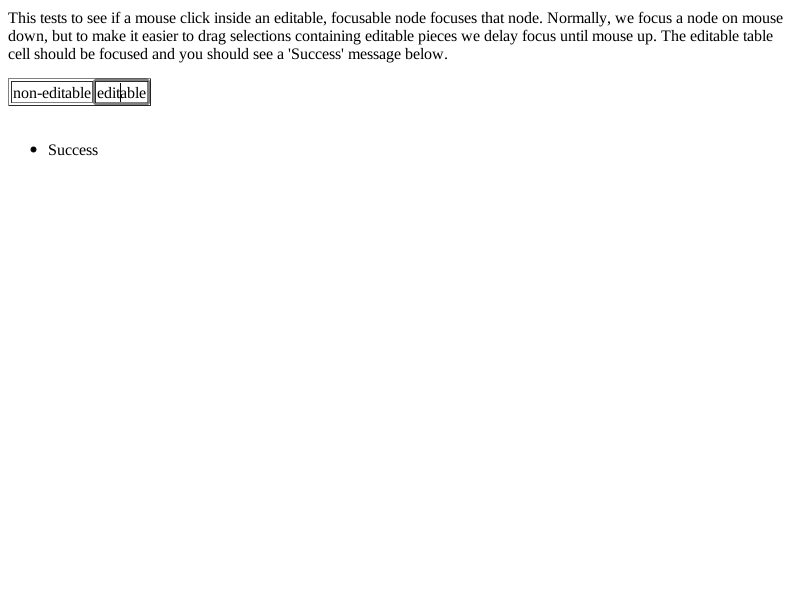 This tests to see if a mouse click inside an editable, focusable node focuses that node. Normally, we focus a node on mouse
down, but to make it easier to drag selections containing editable pieces we delay focus until mouse up. The editable table
cell should be focused and you should see a 'Success' message below.
non-editable editable
Success